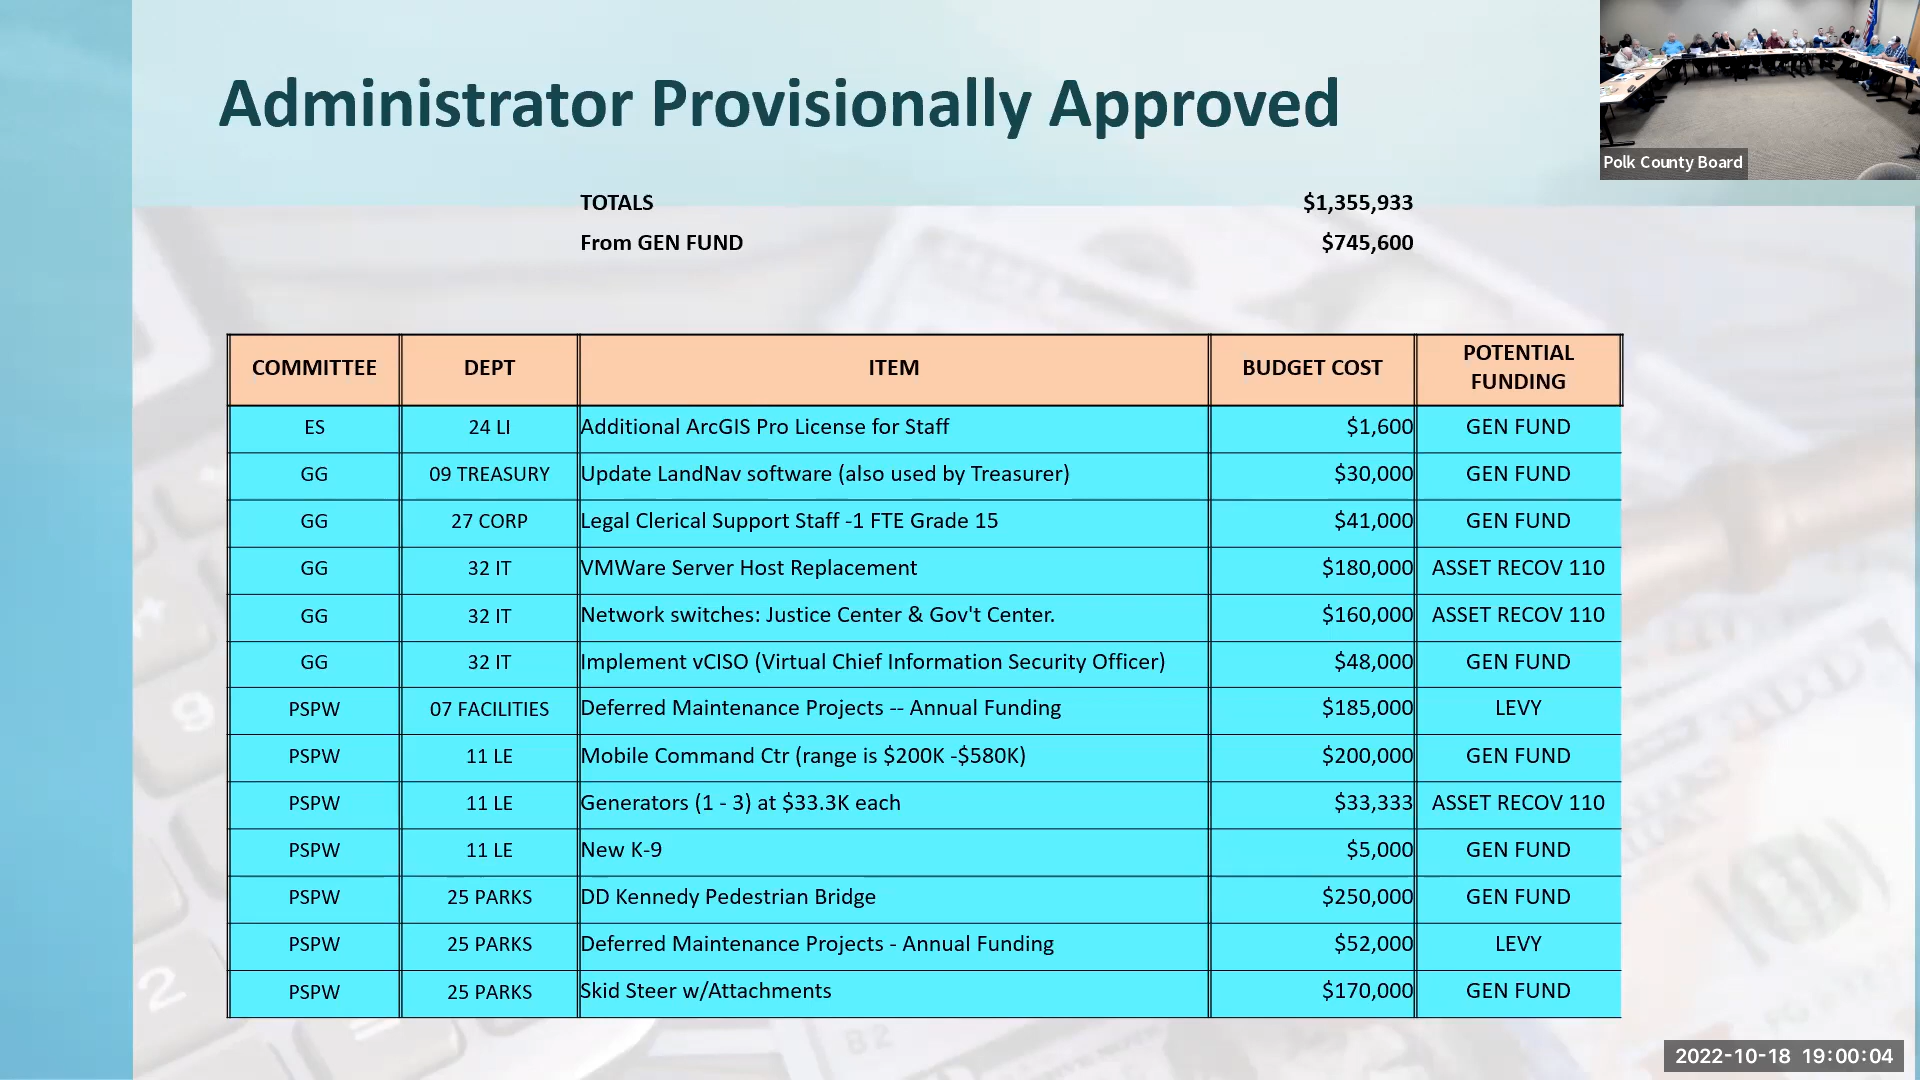 Administrator Provisionally Approved
Polk County Board
TOTALS $1,355,933
From GEN FUND $745,600
COMMITTEE DEPT ITEM BUDGET COST POTENTIAL FUNDING
ES 24 LI Additional ArcGIS Pro License for Staff $1,600 GEN FUND
GG 09 TREASURY Update LandNav software (also used by Treasurer) $30,000 GEN FUND
GG 27 CORP Legal Clerical Support Staff -1 FTE Grade 15 $41,000 GEN FUND
GG 32 IT VMWare Server Host Replacement $180,000 ASSET RECOV 110
GG 32 IT Network switches: Justice Center & Gov't Center. $160,000 ASSET RECOV 110
GG 32 IT Implement vCISO (Virtual Chief Information Security Officer) $48,000 GEN FUND
PSPW 07 FACILITIES Deferred Maintenance Projects -- Annual Funding $185,000 LEVY
PSPW 11 LE Mobile Command Ctr (range is $200K -$580K) $200,000 GEN FUND
PSPW 11 LE Generators (1 - 3) at $33.3K each $33,333 ASSET RECOV 110
PSPW 11 LE New K-9 $5,000 GEN FUND
PSPW 25 PARKS DD Kennedy Pedestrian Bridge $250,000 GEN FUND
PSPW 25 PARKS Deferred Maintenance Projects - Annual Funding $52,000 LEVY
PSPW 25 PARKS Skid Steer w/Attachments $170,000 GEN FUND
9
2
B2
2022-10-18 19:00:04